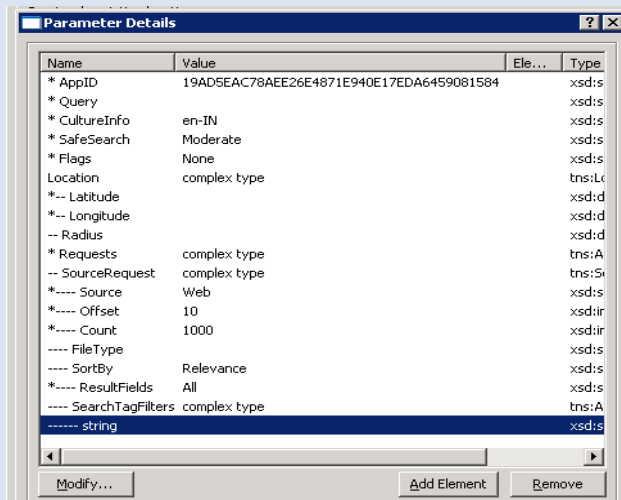 Parameter Details
Name Value Ele... Type
* AppID 19AD5EAC78AEE26E4871E940E17EDA6459081584 xsd:s
* Query xsd:s
* CultureInfo en-IN xsd:s
* SafeSearch Moderate xsd:s
* Flags None xsd:s
Location complex type tns:Lo
*-- Latitude xsd:d
*-- Longitude xsd:d
-- Radius xsd:d
* Requests complex type tns:A
-- SourceRequest complex type tns:So
*---- Source Web xsd:s
*---- Offset 10 xsd:in
*---- Count 1000 xsd:in
---- FileType xsd:s
---- SortBy Relevance xsd:s
*---- ResultFields All xsd:s
---- SearchTagFilters complex type tns:A
------ string xsd:s
Modify... Add Element Remove